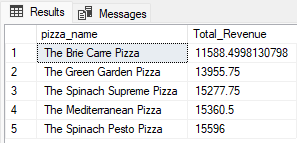 Results Messages
pizza_name Total_Revenue
1 The Brie Carre Pizza 11588.4998130798
2 The Green Garden Pizza 13955.75
3 The Spinach Supreme Pizza 15277.75
4 The Mediterranean Pizza 15360.5
5 The Spinach Pesto Pizza 15596